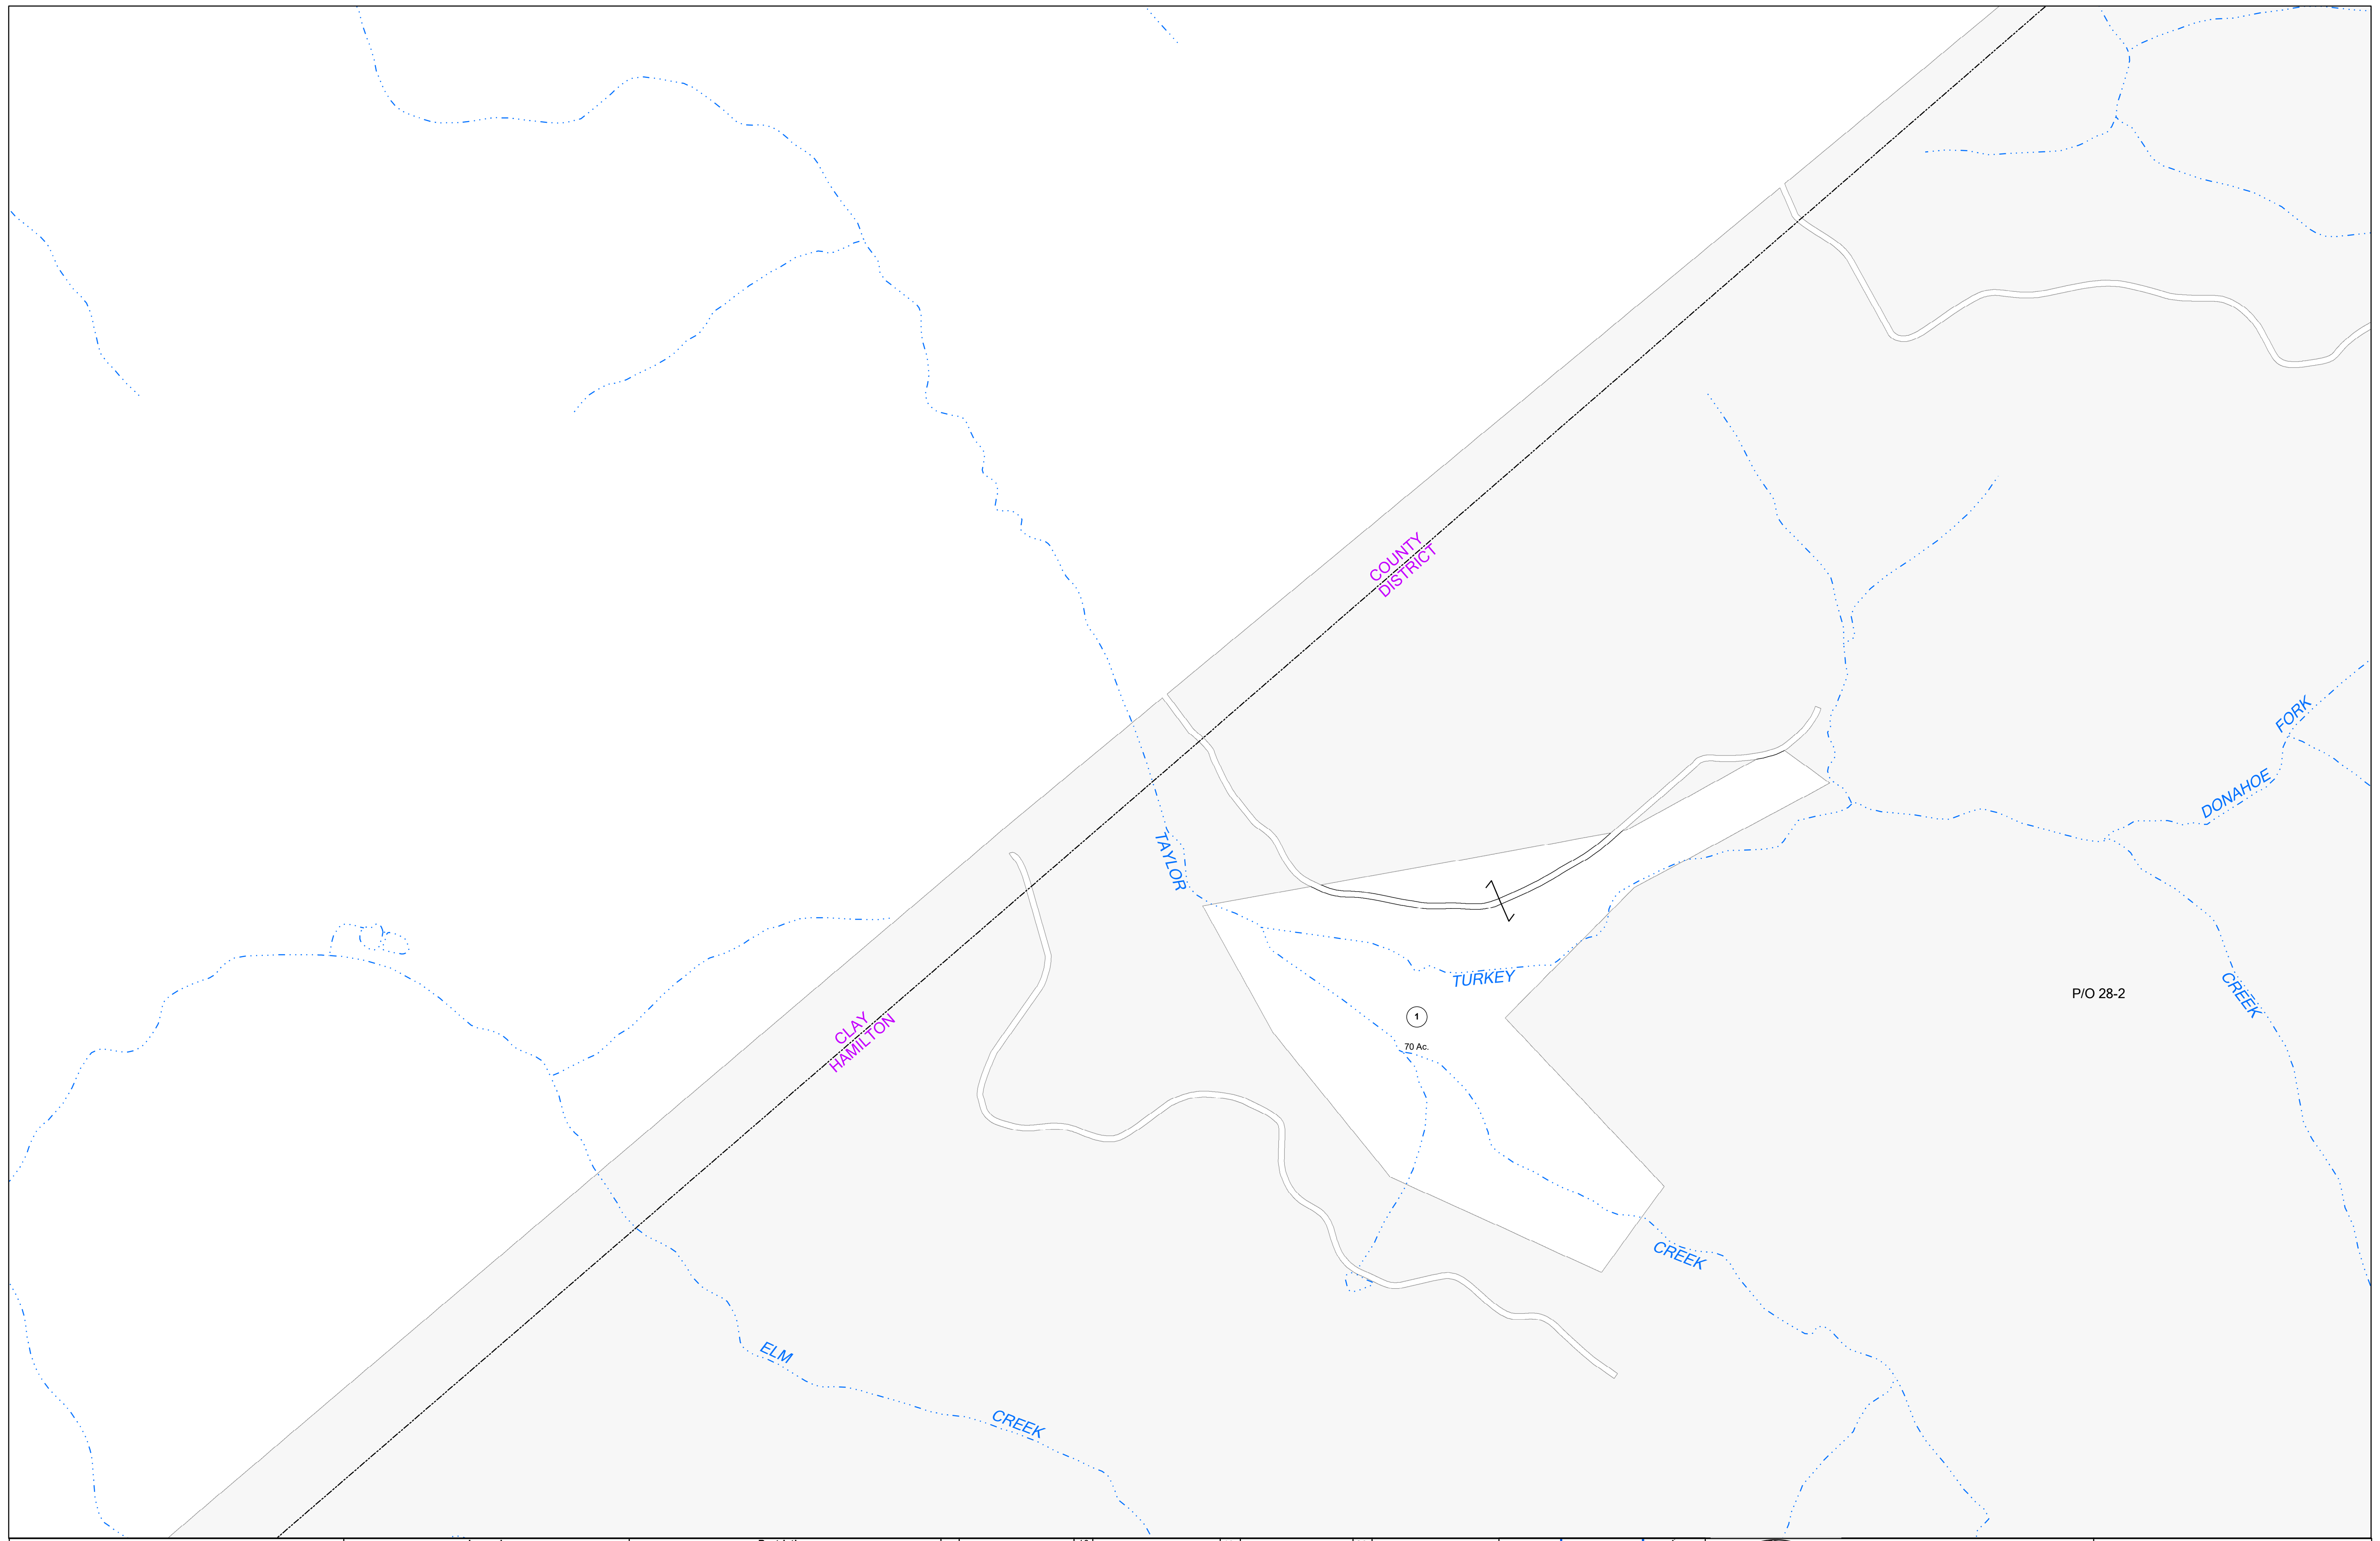 COUNTY
DISTRICT
FORK
DONAHOE
TAYLOR
TURKEY
CREEK
P/O 28-2
1
70 Ac.
CLAY
HAMILTON
CREEK
ELM
CREEK